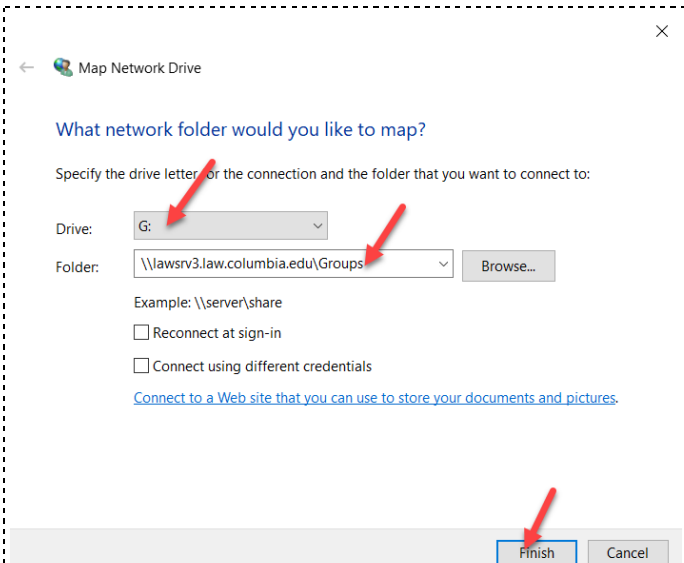 Map Network Drive
What network folder would you like to map?
Specify the drive letter for the connection and the folder that you want to connect to:
Drive: G:
Folder: \\lawsrv3.law.columbia.edu\Groups Browse...
Example: \\server\share
Reconnect at sign-in
Connect using different credentials
Connect to a Web site that you can use to store your documents and pictures.
Finish Cancel